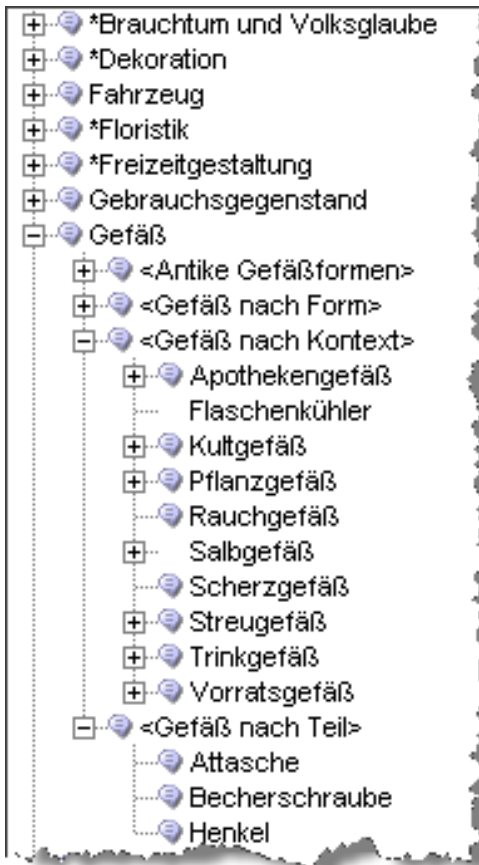 *Brauchtum und Volksglaube
*Dekoration
Fahrzeug
*Floristik
*Freizeitgestaltung
Gebrauchsgegenstand
Gefäß
<Antike Gefäßformen>
<Gefäß nach Form>
<Gefäß nach Kontext>
Apothekengefäß
Flaschenkühler
Kultgefäß
Pflanzgefäß
Rauchgefäß
Salbgefäß
Scherzgefäß
Streugefäß
Trinkgefäß
Vorratsgefäß
<Gefäß nach Teil>
Attasche
Becherschraube
Henkel